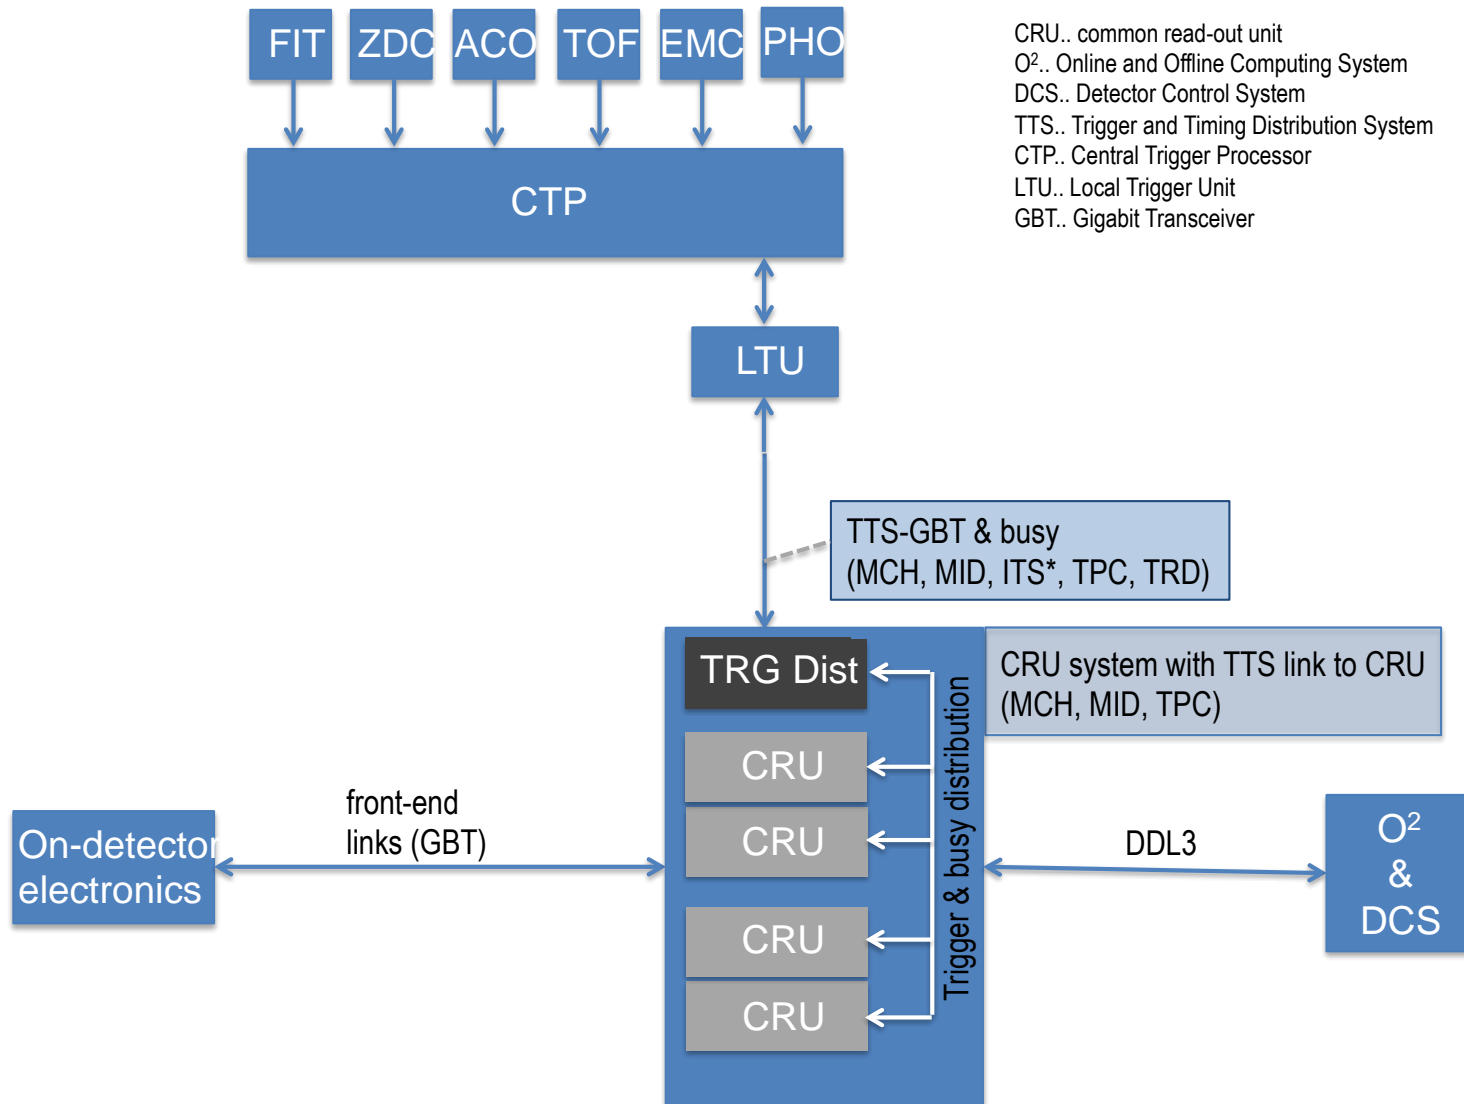 FIT ZDC ACO TOF EMC PHO
CRU.. common read-out unit
O².. Online and Offline Computing System
DCS.. Detector Control System
TTS.. Trigger and Timing Distribution System
CTP.. Central Trigger Processor
LTU.. Local Trigger Unit
GBT.. Gigabit Transceiver
CTP
LTU
TTS-GBT & busy
(MCH, MID, ITS*, TPC, TRD)
TRG Dist
CRU system with TTS link to CRU
(MCH, MID, TPC)
CRU
CRU
CRU
CRU
Trigger & busy distribution
front-end
links (GBT)
On-detector
electronics
DDL3
O²
&
DCS